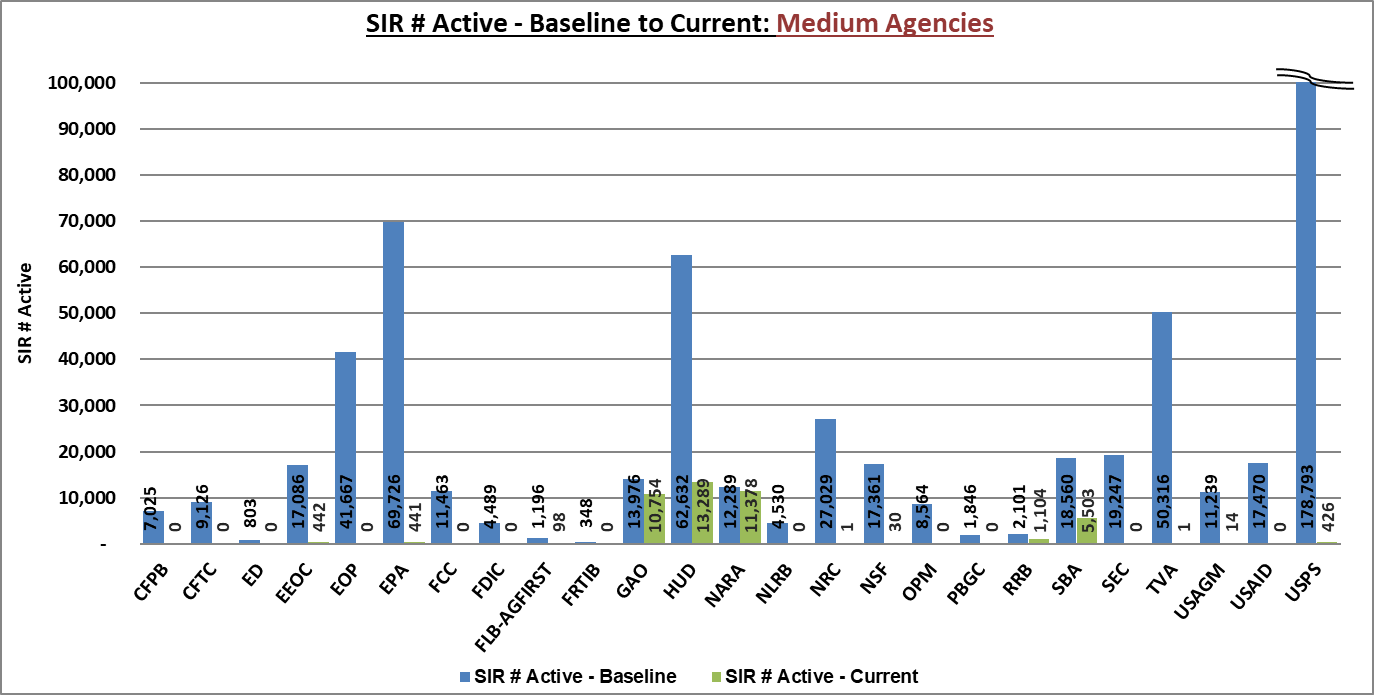 SIR # Active - Baseline to Current: Medium Agencies
SIR # Active
100,000
90,000
80,000
70,000
60,000
50,000
40,000
30,000
20,000
10,000
-
7,025 0
9,126 0
803 0
17,086 442
41,667 0
69,726 441
11,463 0
4,489 0
1,196 98
348 0
13,976 10,754
62,632 13,289
12,289 11,378
4,530 0
27,029 1
17,361 30
8,564 0
1,846 0
2,101 1,104
18,560 5,503
19,247 0
50,316 1
11,239 14
17,470 0
178,793 426
CFPB
CFTC
ED
EEOC
EOP
EPA
FCC
FDIC
FLB-AGFIRST
FRTIB
GAO
HUD
NARA
NLRB
NRC
NSF
OPM
PBGC
RRB
SBA
SEC
TVA
USAGM
USAID
USPS
SIR # Active - Baseline SIR # Active - Current